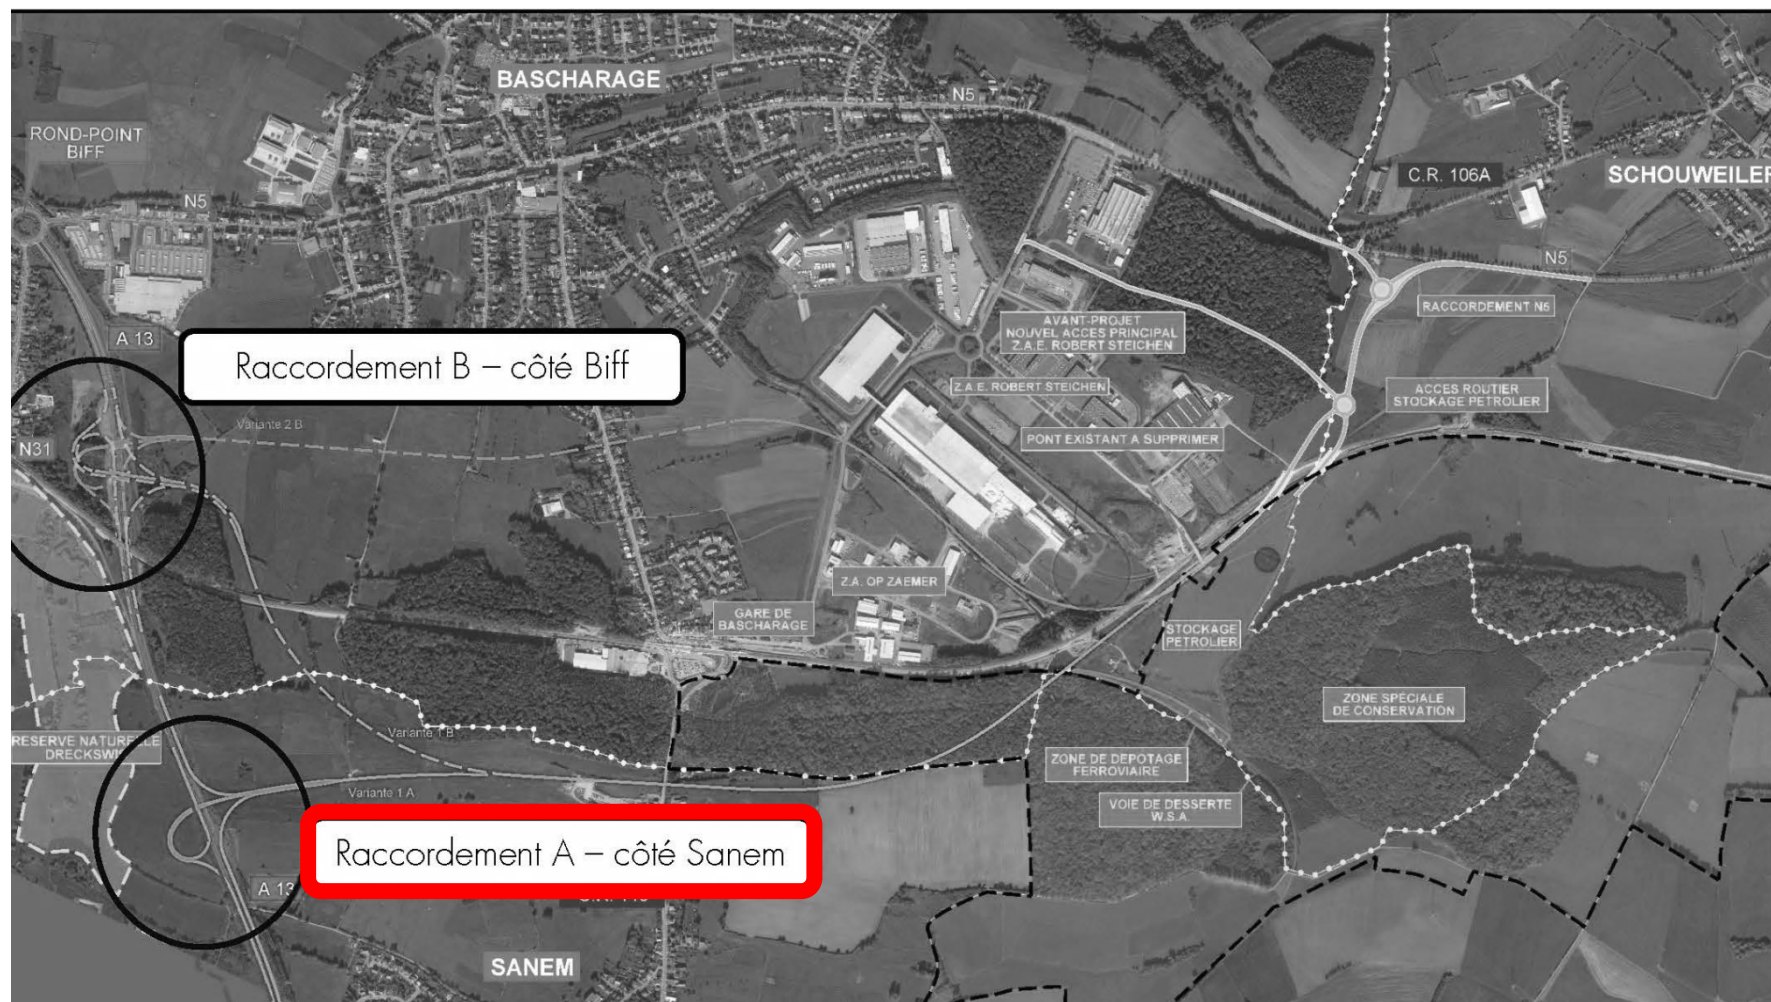 BASCHARAGE
N5
ROND-POINT
BIFF
C.R. 106A
SCHOUWEILER
N5
N5
RACCORDEMENT N5
A 13
AVANT-PROJET
NOUVEL ACCES PRINCIPAL
Z.A.E. ROBERT STEICHEN
Raccordement B – côté Biff
Z.A.E. ROBERT STEICHEN
ACCES ROUTIER
STOCKAGE PETROLIER
Variante 2 B
PONT EXISTANT A SUPPRIMER
N31
Z.A. OP ZAEMER
GARE DE
BASCHARAGE
STOCKAGE
PETROLIER
ZONE SPECIALE
DE CONSERVATION
Variante 1 B
RESERVE NATURELLE
ZONE DE DEPOTAGE
FERROVIAIRE
Variante 1 A
VOIE DE DESSERTE
W.S.A.
Raccordement A – côté Sanem
A 13
SANEM